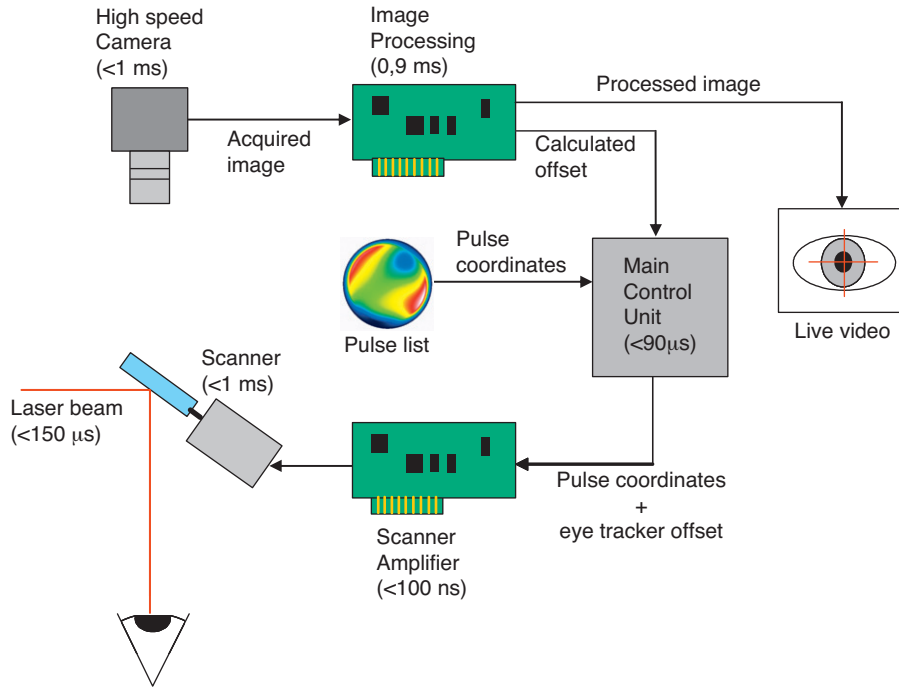 High speed
Camera
(<1 ms)
Image
Processing
(0,9 ms)
Processed image
Acquired
image
Calculated
offset
Pulse
coordinates
Main
Control
Unit
(<90μs)
Pulse list
Live video
Scanner
(<1 ms)
Laser beam
(<150 μs)
Pulse coordinates
+
eye tracker offset
Scanner
Amplifier
(<100 ns)